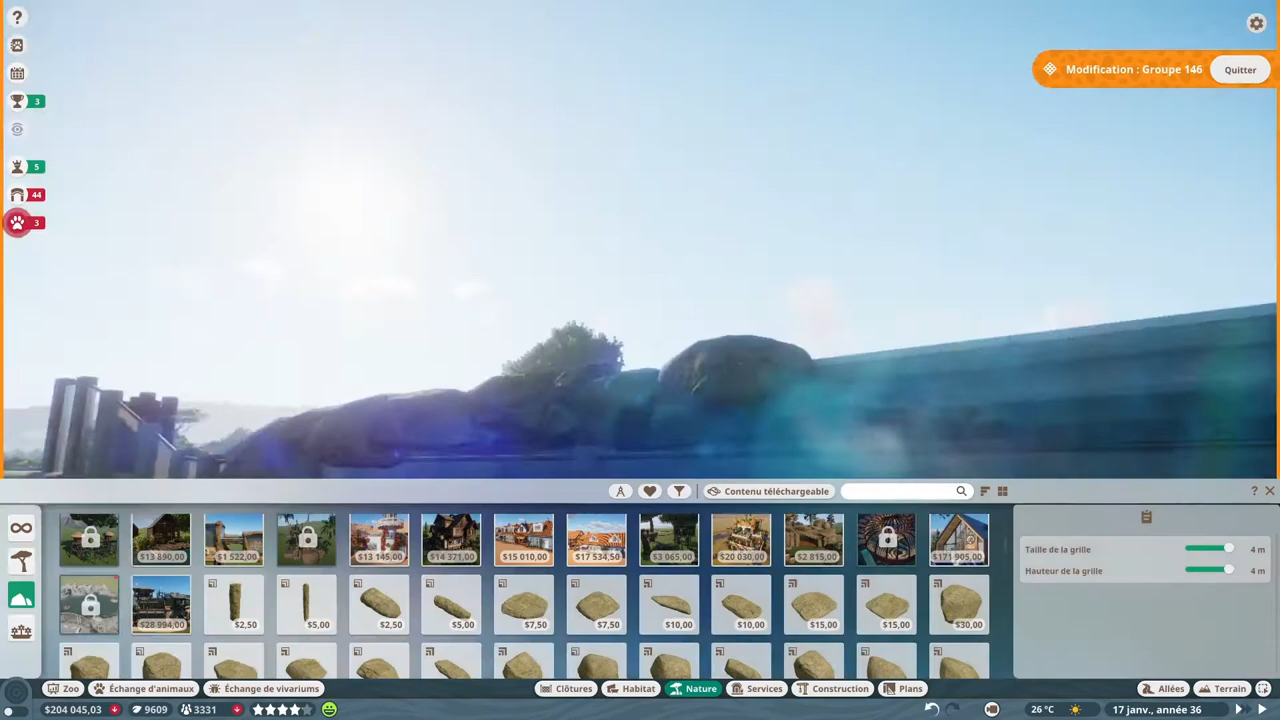 ?
Modification : Groupe 146
Quitter
3
5
44
3
Contenu téléchargeable
? ×
$13 890,00 $1 522,00 $13 145,00 $14 371,00 $15 010,00 $17 534,50 $3 065,00 $20 030,00 $2 815,00 $171 905,00
Taille de la grille 4 m
Hauteur de la grille 4 m
$28 994,00 $2,50 $5,00 $2,50 $5,00 $7,50 $7,50 $10,00 $10,00 $15,00 $15,00 $30,00
Zoo Échange d'animaux Échange de vivariums Clôtures Habitat Nature Services Construction Plans Allées Terrain
$204 045,03 9609 3331 26 °C 17 janv., année 36